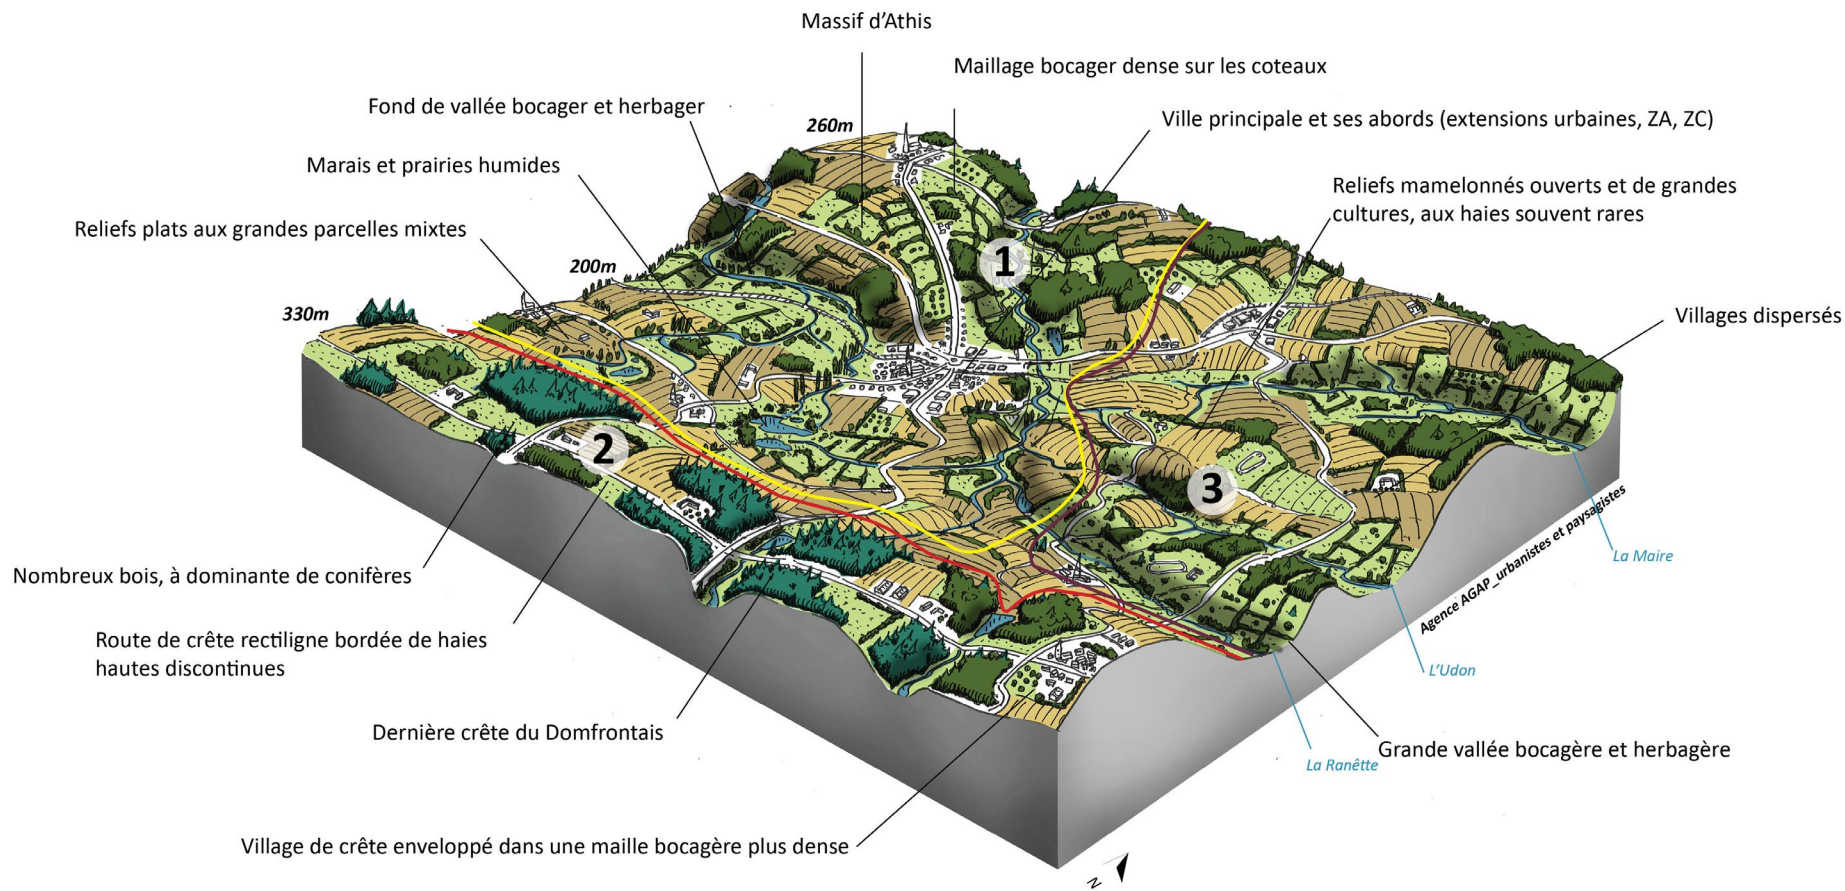 Massif d’Athis
Maillage bocager dense sur les coteaux
Fond de vallée bocager et herbager
Ville principale et ses abords (extensions urbaines, ZA, ZC)
260m
Marais et prairies humides
Reliefs mamelonnés ouverts et de grandes
cultures, aux haies souvent rares
Reliefs plats aux grandes parcelles mixtes
200m
1
330m
Villages dispersés
2
3
Agence AGAP_urbanistes et paysagistes
La Maire
Nombreux bois, à dominante de conifères
Route de crête rectiligne bordée de haies
hautes discontinues
L’Udon
Dernière crête du Domfrontais
Grande vallée bocagère et herbagère
La Ranêtte
Village de crête enveloppé dans une maille bocagère plus dense
N